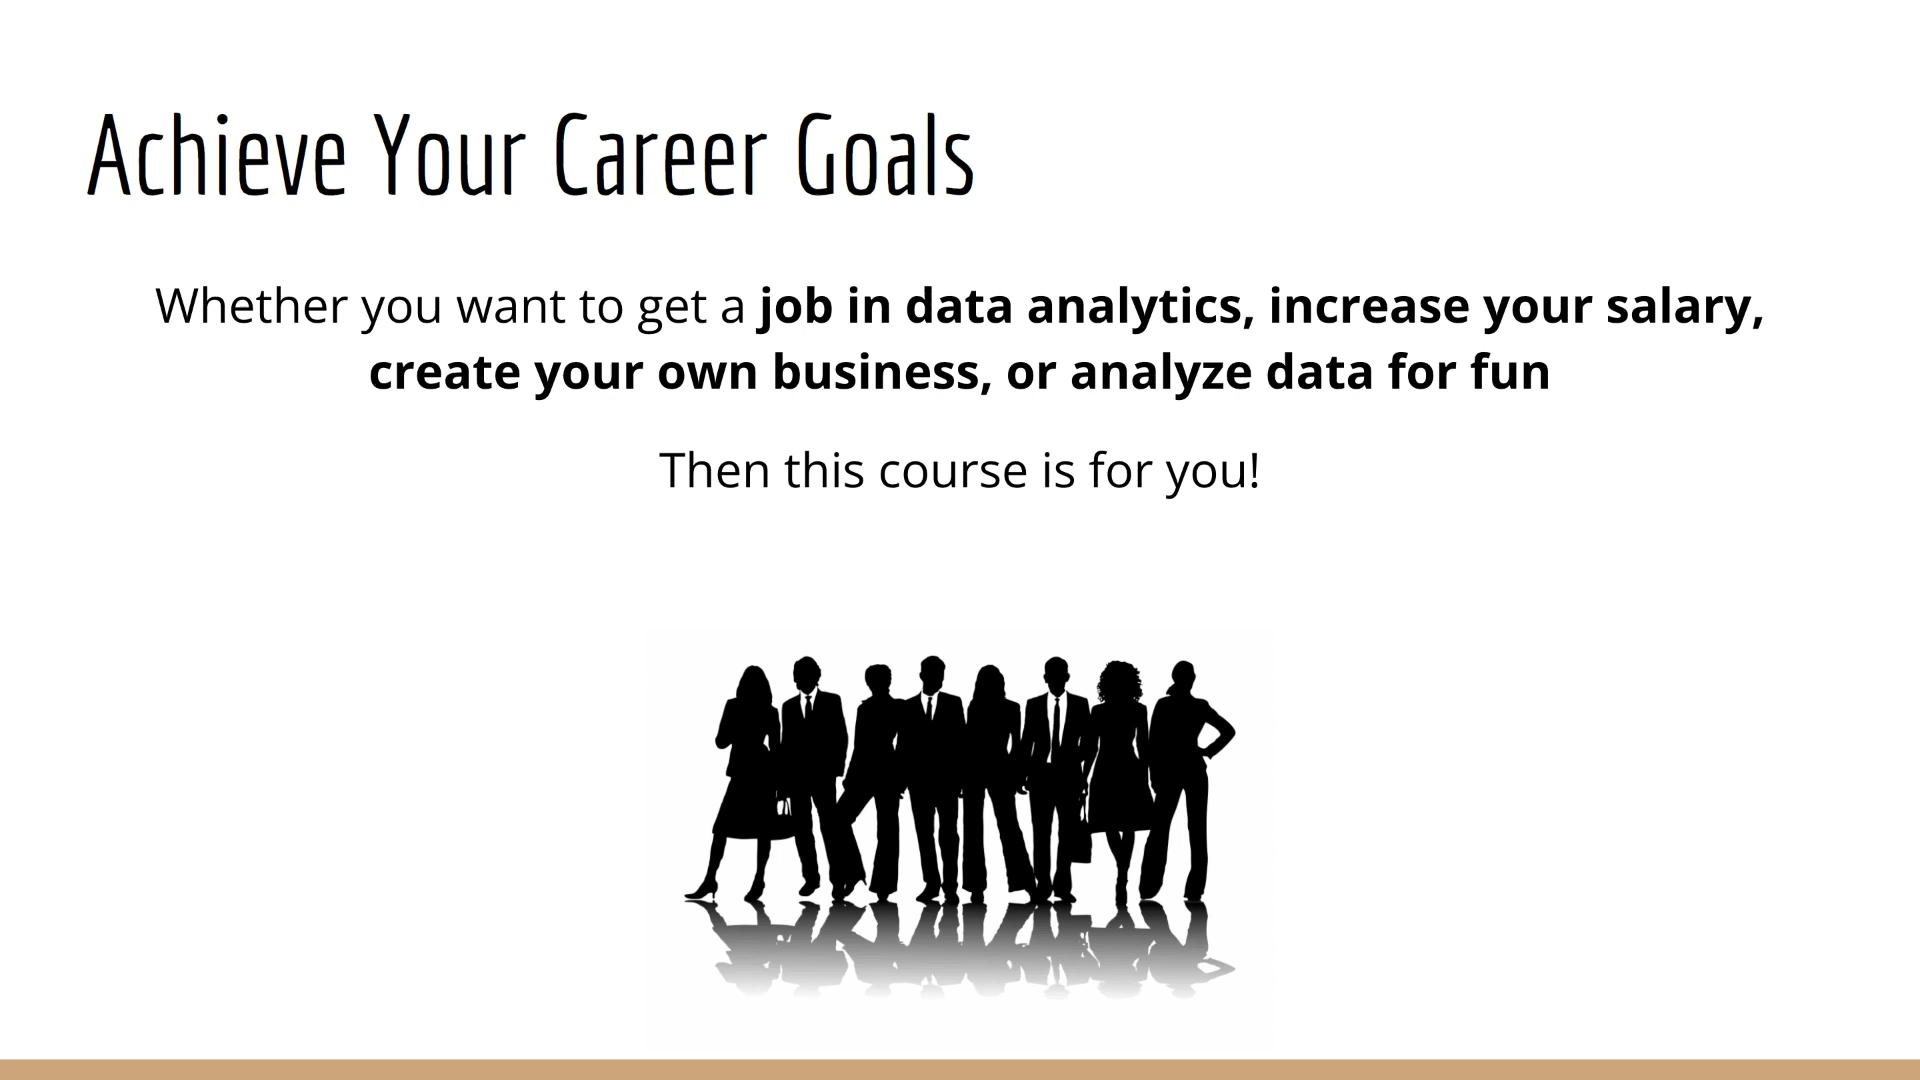 Achieve Your Career Goals
Whether you want to get a job in data analytics, increase your salary,
create your own business, or analyze data for fun
Then this course is for you!